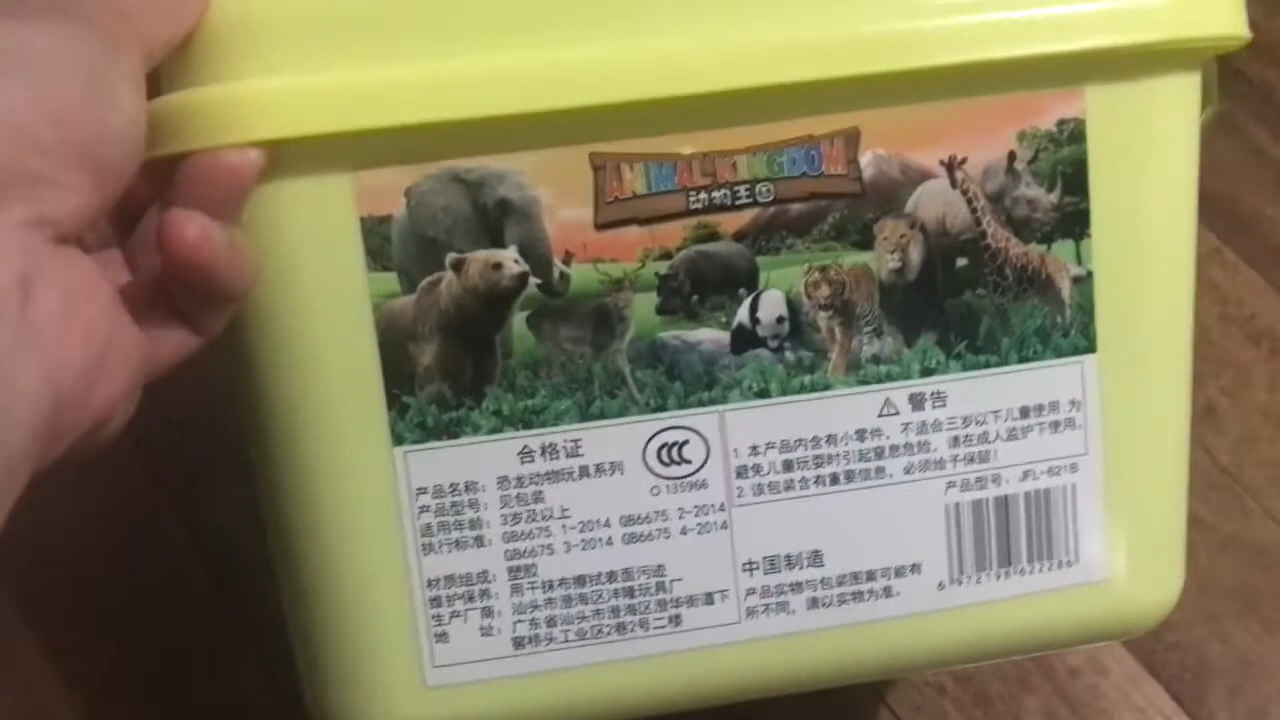 ANIMAL KINGDOM
动物王国
合格证
CCC
O 135966
产品名称: 恐龙动物玩具系列
产品型号: 见包装
适用年龄: 3岁及以上
执行标准: GB6675.1-2014 GB6675.2-2014
GB6675.3-2014 GB6675.4-2014
材质组成: 塑胶
维护保养: 用干抹布擦拭表面污迹
生产厂商: 汕头市澄海区沣隆玩具厂
地 址: 广东省汕头市澄海区澄华街道下
窖桥头工业区2巷2号二楼
警告
1.本产品内含有小零件,不适合三岁以下儿童使用.为
避免儿童玩耍时引起窒息危险,请在成人监护下使用.
2.该包装含有重要信息,必须给予保留!
产品型号: JFL-621B
中国制造
产品实物与包装图案可能有
所不同,请以实物为准.
6 972198 622286